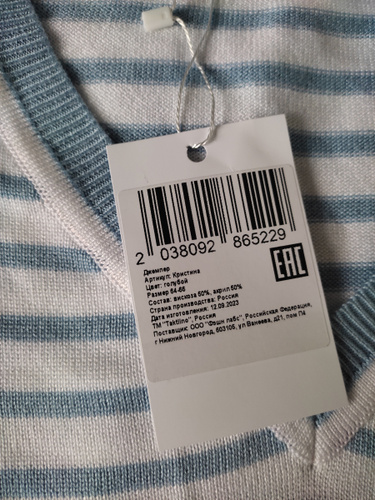 2 038092 865229
Джемпер
Артикул: Кристина
Цвет: голубой
Размер 64-66
Состав: вискоза 50%, акрил 50%
Страна производства: Россия
Дата изготовления: 12.09.2023
ТМ "Taktlino", Россия
Поставщик: ООО "Фэшн лабс", Российская Федерация,
г Нижний Новгород, 603105, ул Ванеева, д21, пом П4
EAC